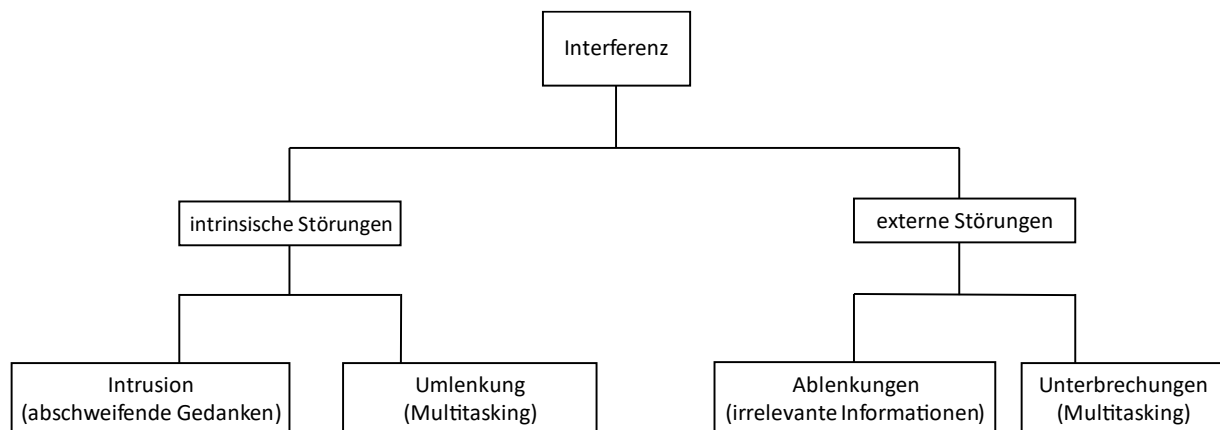 Interferenz
intrinsische Störungen
externe Störungen
Intrusion
(abschweifende Gedanken)
Umlenkung
(Multitasking)
Ablenkungen
(irrelevante Informationen)
Unterbrechungen
(Multitasking)